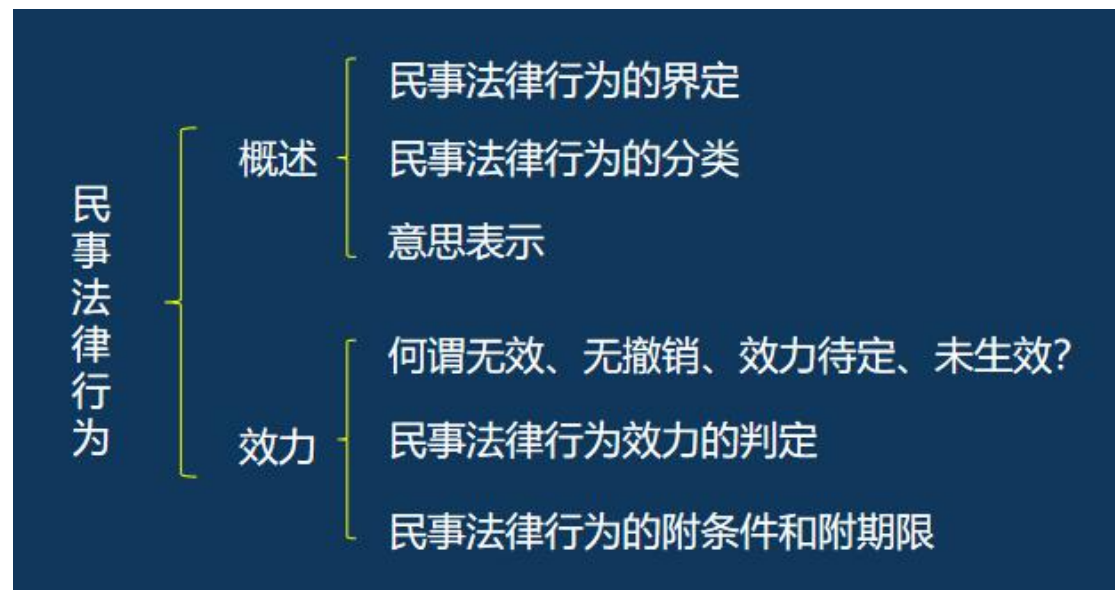 民事法律行为
概述
民事法律行为的界定
民事法律行为的分类
意思表示
效力
何谓无效、无撤销、效力待定、未生效?
民事法律行为效力的判定
民事法律行为的附条件和附期限